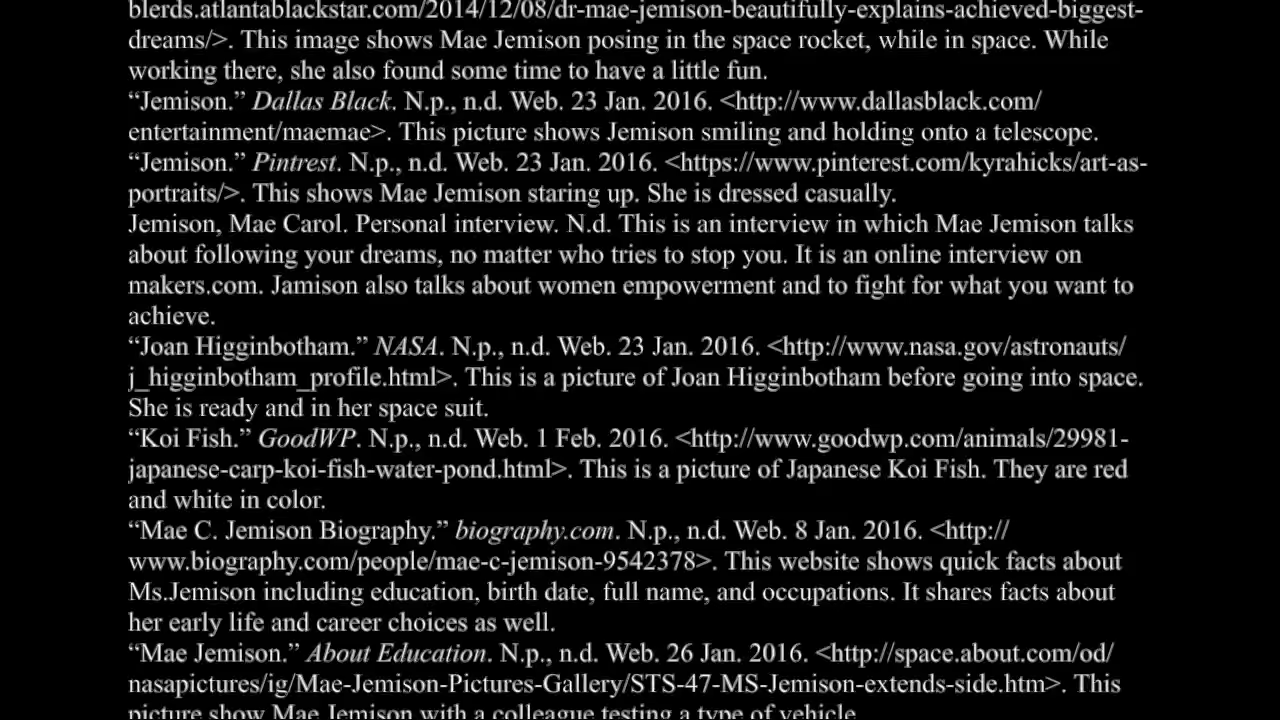 blerds.atlantablackstar.com/2014/12/08/dr-mae-jemison-beautifully-explains-achieved-biggest-
dreams/>. This image shows Mae Jemison posing in the space rocket, while in space. While
working there, she also found some time to have a little fun.
“Jemison.” Dallas Black. N.p., n.d. Web. 23 Jan. 2016. <http://www.dallasblack.com/
entertainment/maemae>. This picture shows Jemison smiling and holding onto a telescope.
“Jemison.” Pintrest. N.p., n.d. Web. 23 Jan. 2016. <https://www.pinterest.com/kyrahicks/art-as-
portraits/>. This shows Mae Jemison staring up. She is dressed casually.
Jemison, Mae Carol. Personal interview. N.d. This is an interview in which Mae Jemison talks
about following your dreams, no matter who tries to stop you. It is an online interview on
makers.com. Jamison also talks about women empowerment and to fight for what you want to
achieve.
“Joan Higginbotham.” NASA. N.p., n.d. Web. 23 Jan. 2016. <http://www.nasa.gov/astronauts/
j_higginbotham_profile.html>. This is a picture of Joan Higginbotham before going into space.
She is ready and in her space suit.
“Koi Fish.” GoodWP. N.p., n.d. Web. 1 Feb. 2016. <http://www.goodwp.com/animals/29981-
japanese-carp-koi-fish-water-pond.html>. This is a picture of Japanese Koi Fish. They are red
and white in color.
“Mae C. Jemison Biography.” biography.com. N.p., n.d. Web. 8 Jan. 2016. <http://
www.biography.com/people/mae-c-jemison-9542378>. This website shows quick facts about
Ms.Jemison including education, birth date, full name, and occupations. It shares facts about
her early life and career choices as well.
“Mae Jemison.” About Education. N.p., n.d. Web. 26 Jan. 2016. <http://space.about.com/od/
nasapictures/ig/Mae-Jemison-Pictures-Gallery/STS-47-MS-Jemison-extends-side.htm>. This
picture show Mae Jemison with a colleague testing a type of vehicle